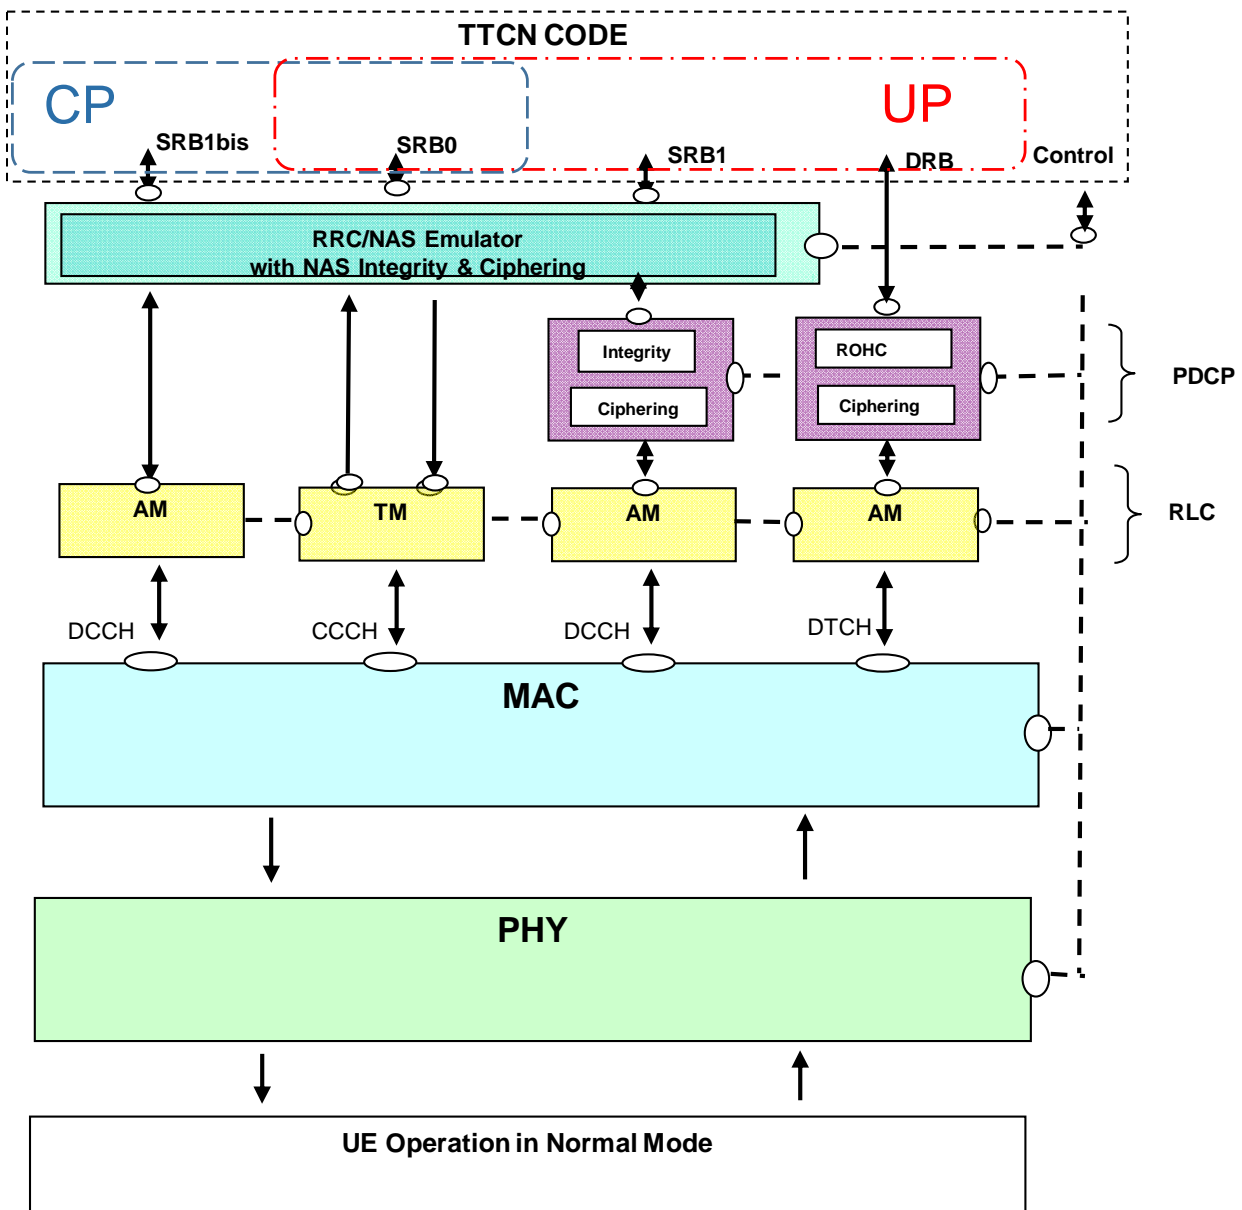 TTCN CODE
CP
UP
SRB1bis
SRB0
SRB1
DRB
Control
RRC/NAS Emulator
with NAS Integrity & Ciphering
Integrity
Ciphering
ROHC
Ciphering
PDCP
AM
TM
AM
AM
RLC
DCCH
CCCH
DCCH
DTCH
MAC
PHY
UE Operation in Normal Mode